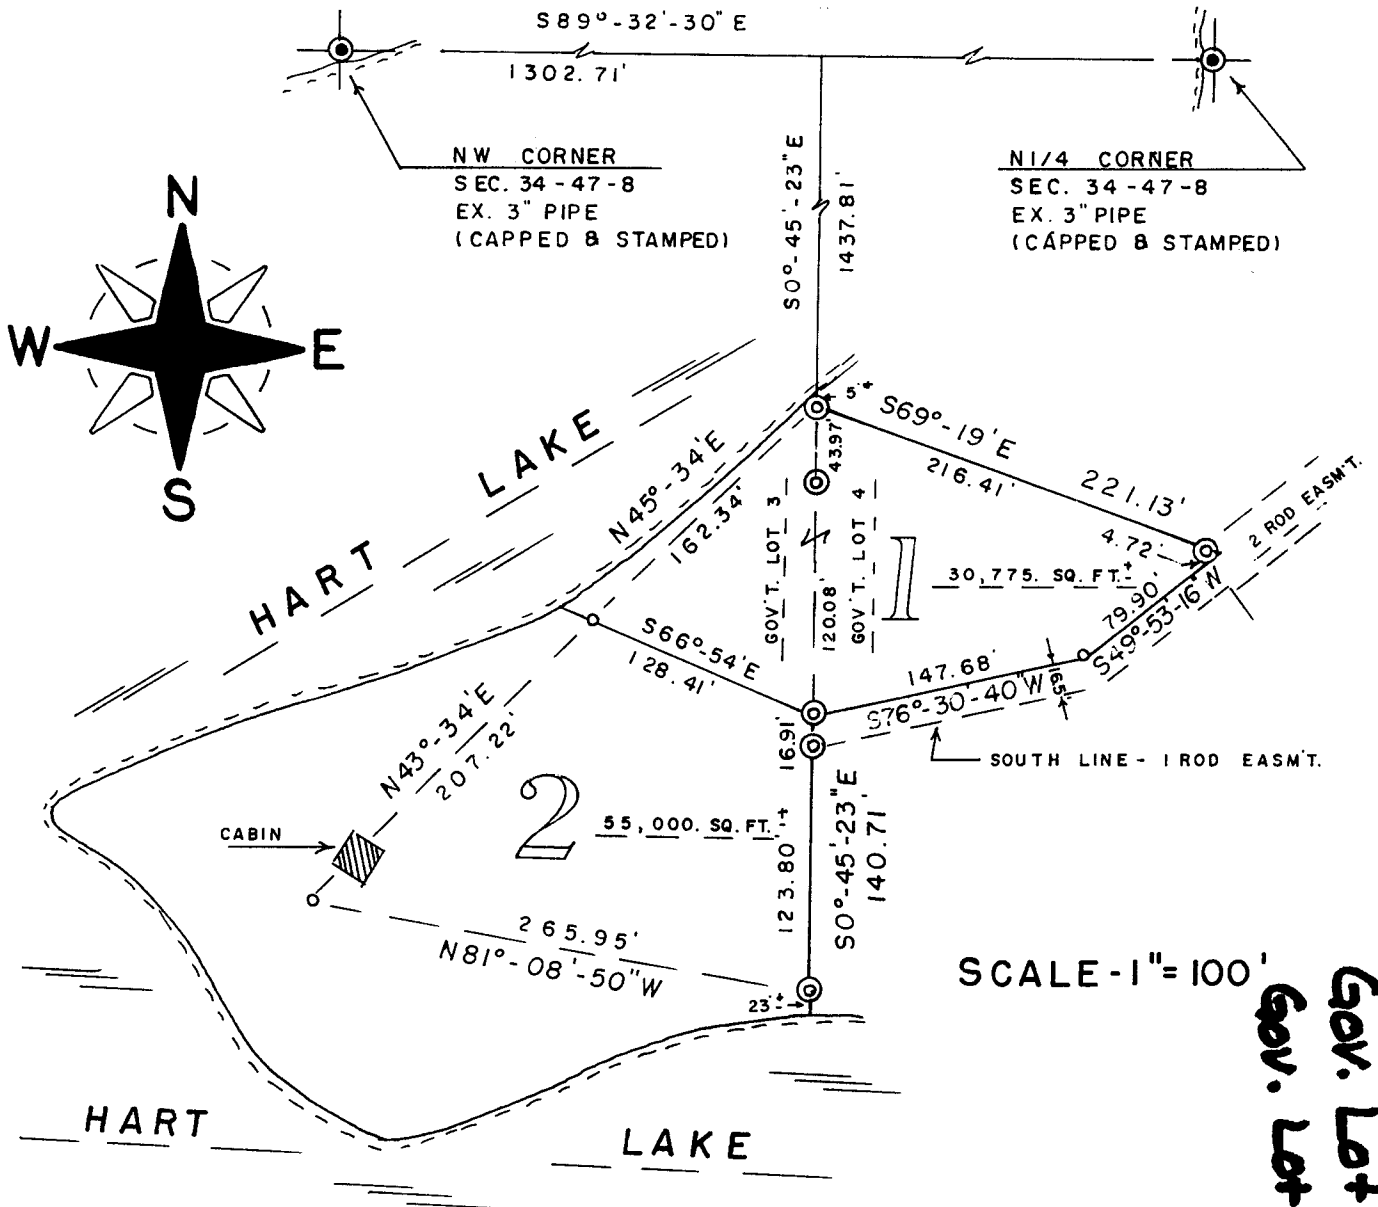 S89°-32'-30" E
1302.71'
NW CORNER
SEC. 34-47-8
EX. 3" PIPE
(CAPPED & STAMPED)
N1/4 CORNER
SEC. 34-47-8
EX. 3" PIPE
(CAPPED & STAMPED)
S0°-45'-23" E
1437.81'
N
W
E
S
HART LAKE
N45°-34'E
162.34'
5'±
S69°-19'E
216.41'
221.13'
43.97'
GOV'T. LOT 3
GOV'T. LOT 4
120.08'
1
30,775. SQ. FT.±
4.72'
2 ROD EASM'T.
79.90'
S49°-53'-16"W
S66°-54'E
128.41'
147.68'
S76°-30'-40"W
16.5'
16.91'
SOUTH LINE - 1 ROD EASM'T.
N43°-34'E
207.22'
2
55,000. SQ. FT.±
CABIN
123.80'
S0°-45'-23"E
140.71'
265.95'
N81°-08'-50"W
23'±
SCALE-1"=100'
HART LAKE
Gov. Lot
Gov. Lot